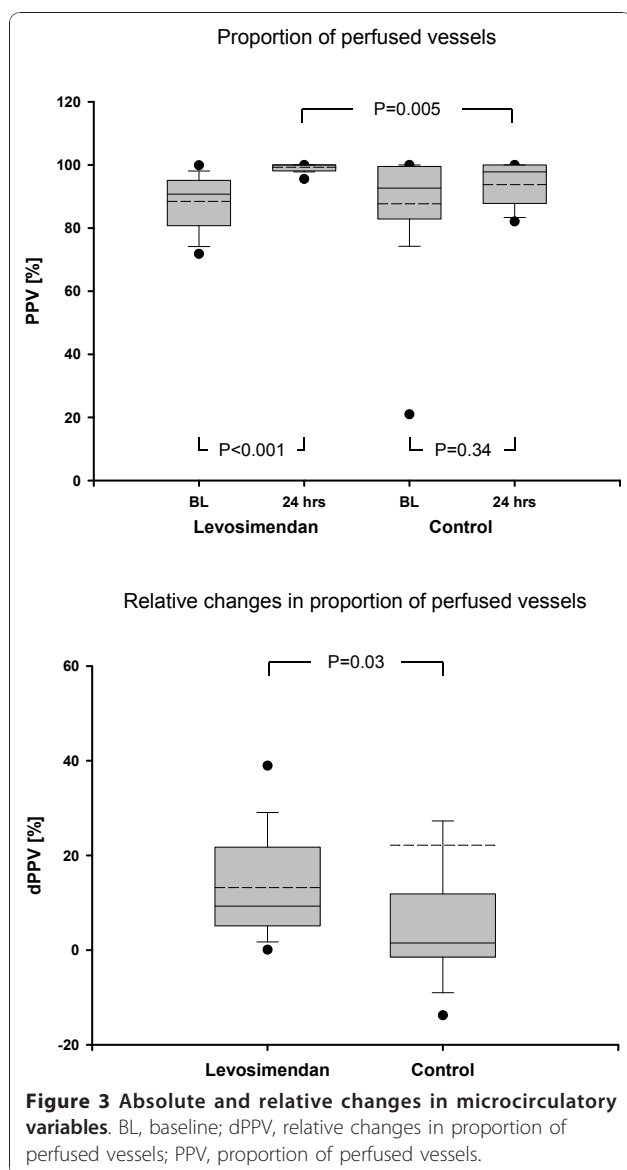 Proportion of perfused vessels
120
P=0.005
100
80
PPV [%]
60
40
20
P<0.001
P=0.34
0
BL
24 hrs
BL
24 hrs
Levosimendan
Control
Relative changes in proportion of perfused vessels
60
P=0.03
40
dPPV [%]
20
0
-20
Levosimendan
Control
Figure 3 Absolute and relative changes in microcirculatory
variables. BL, baseline; dPPV, relative changes in proportion of
perfused vessels; PPV, proportion of perfused vessels.